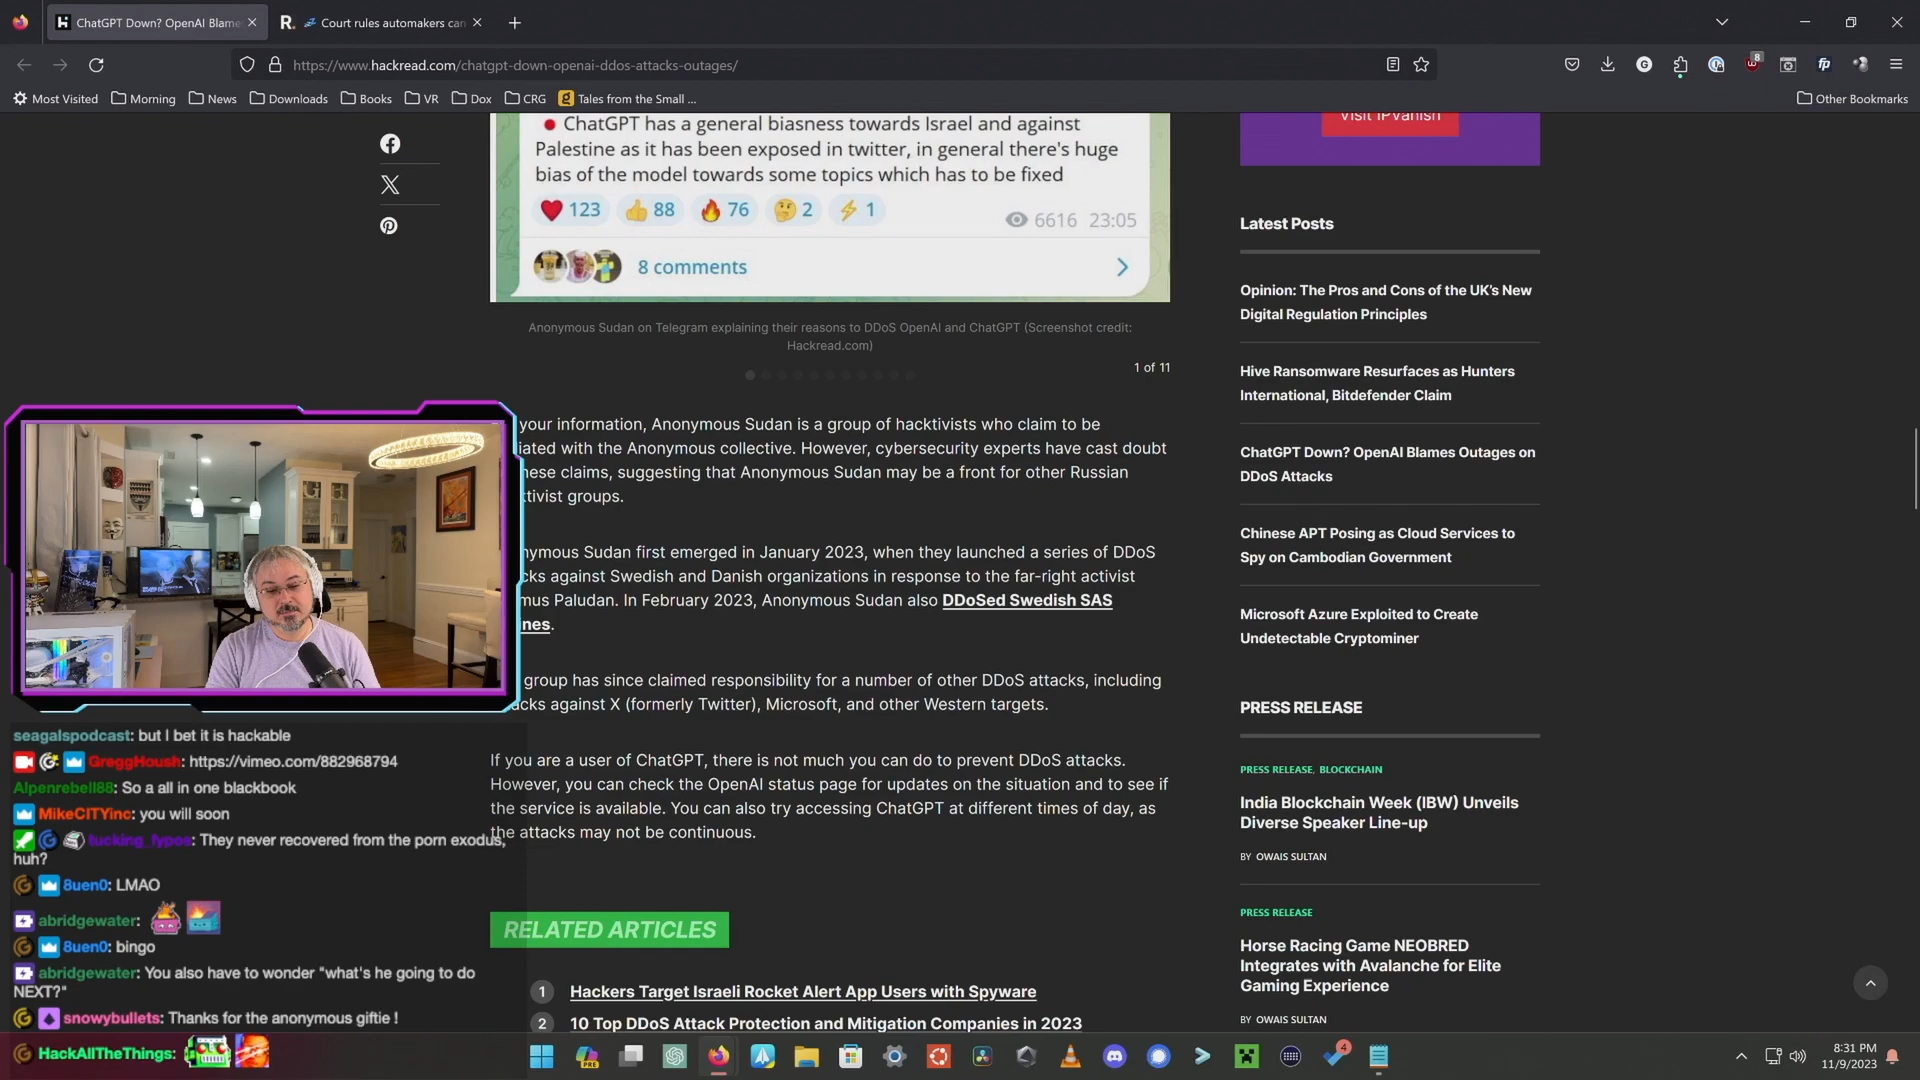 ChatGPT Down? OpenAI Blame
R. Court rules automakers can
https://www.hackread.com/chatgpt-down-openai-ddos-attacks-outages/
8
Most Visited
Morning
News
Downloads
Books
VR
Dox
CRG
Tales from the Small ...
Other Bookmarks
ChatGPT has a general biasness towards Israel and against
Palestine as it has been exposed in twitter, in general there's huge
bias of the model towards some topics which has to be fixed
123 88 76 2 1
6616 23:05
8 comments
Anonymous Sudan on Telegram explaining their reasons to DDoS OpenAI and ChatGPT (Screenshot credit:
Hackread.com)
1 of 11
your information, Anonymous Sudan is a group of hacktivists who claim to be
iated with the Anonymous collective. However, cybersecurity experts have cast doubt
hese claims, suggesting that Anonymous Sudan may be a front for other Russian
tivist groups.
nymous Sudan first emerged in January 2023, when they launched a series of DDoS
cks against Swedish and Danish organizations in response to the far-right activist
mus Paludan. In February 2023, Anonymous Sudan also DDoSed Swedish SAS
ines.
group has since claimed responsibility for a number of other DDoS attacks, including
cks against X (formerly Twitter), Microsoft, and other Western targets.
If you are a user of ChatGPT, there is not much you can do to prevent DDoS attacks.
However, you can check the OpenAI status page for updates on the situation and to see if
the service is available. You can also try accessing ChatGPT at different times of day, as
the attacks may not be continuous.
RELATED ARTICLES
1 Hackers Target Israeli Rocket Alert App Users with Spyware
2 10 Top DDoS Attack Protection and Mitigation Companies in 2023
Visit IPVanish
Latest Posts
Opinion: The Pros and Cons of the UK's New
Digital Regulation Principles
Hive Ransomware Resurfaces as Hunters
International, Bitdefender Claim
ChatGPT Down? OpenAI Blames Outages on
DDoS Attacks
Chinese APT Posing as Cloud Services to
Spy on Cambodian Government
Microsoft Azure Exploited to Create
Undetectable Cryptominer
PRESS RELEASE
PRESS RELEASE, BLOCKCHAIN
India Blockchain Week (IBW) Unveils
Diverse Speaker Line-up
BY OWAIS SULTAN
PRESS RELEASE
Horse Racing Game NEOBRED
Integrates with Avalanche for Elite
Gaming Experience
BY OWAIS SULTAN
seagalspodcast: but I bet it is hackable
GreggHoush: https://vimeo.com/882968794
Alpenrebell88: So a all in one blackbook
MikeCITYinc: you will soon
tucking_fypos: They never recovered from the porn exodus,
huh?
8uen0: LMAO
abridgewater:
8uen0: bingo
abridgewater: You also have to wonder "what's he going to do
NEXT?"
snowybullets: Thanks for the anonymous giftie !
HackAllTheThings:
PRE
4
8:31 PM
11/9/2023